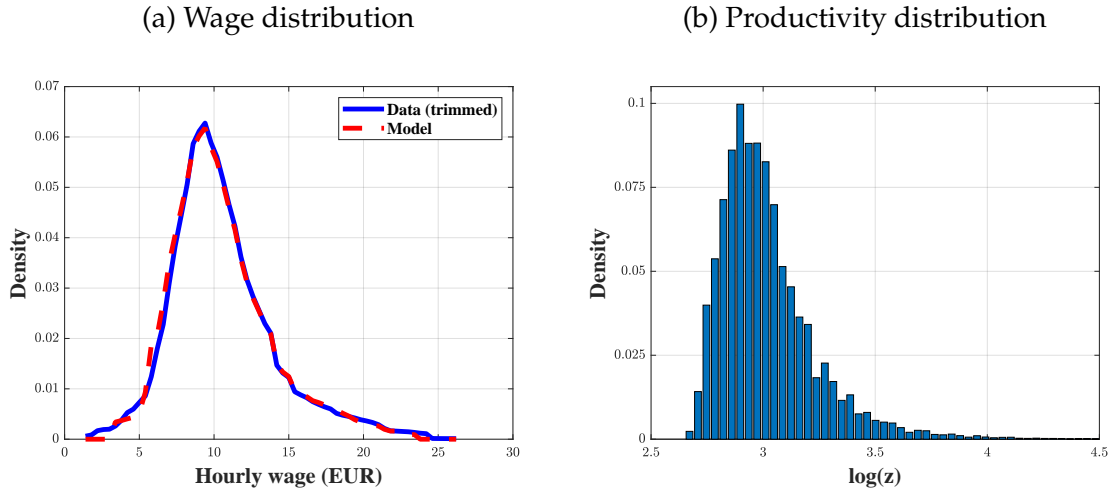 (a) Wage distribution
(b) Productivity distribution
0.07
0.06
0.05
0.04
0.03
0.02
0.01
0
Density
0 5 10 15 20 25 30
Hourly wage (EUR)
Data (trimmed)
Model
0.1
0.075
0.05
0.025
0
Density
2.5 3 3.5 4 4.5
log(z)